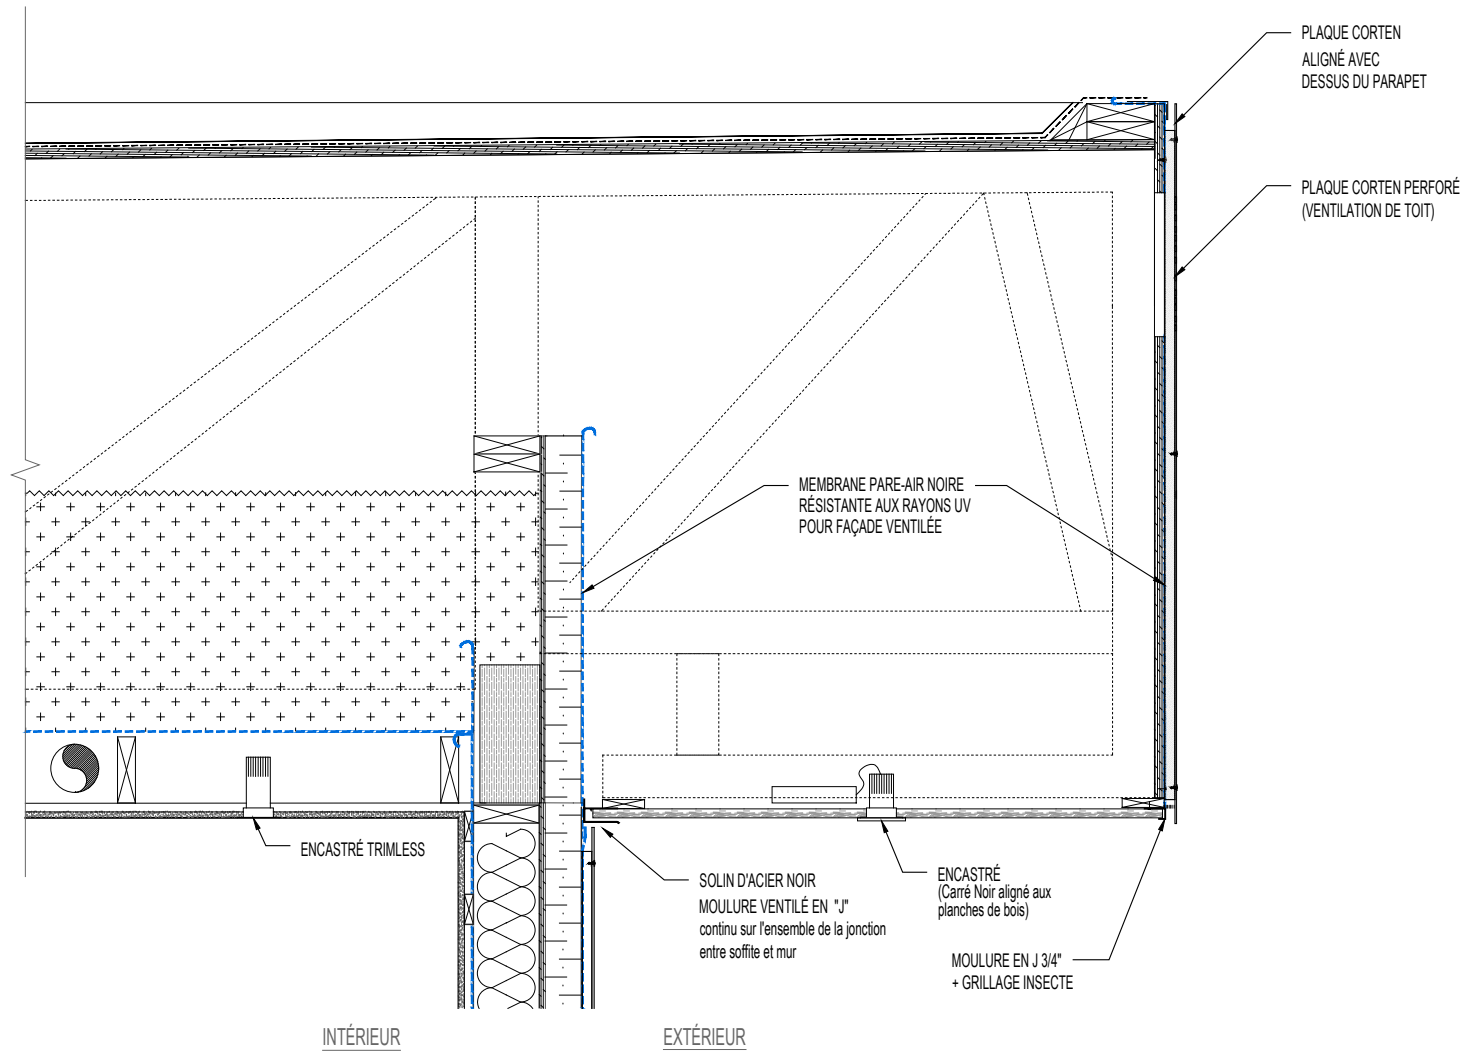 PLAQUE CORTEN
ALIGNÉ AVEC
DESSUS DU PARAPET
PLAQUE CORTEN PERFORÉ
(VENTILATION DE TOIT)
MEMBRANE PARE-AIR NOIRE
RÉSISTANTE AUX RAYONS UV
POUR FAÇADE VENTILÉE
ENCASTRÉ TRIMLESS
SOLIN D'ACIER NOIR
MOULURE VENTILÉ EN "J"
continu sur l'ensemble de la jonction
entre soffite et mur
ENCASTRÉ
(Carré Noir aligné aux
planches de bois)
MOULURE EN J 3/4"
+ GRILLAGE INSECTE
INTÉRIEUR
EXTÉRIEUR